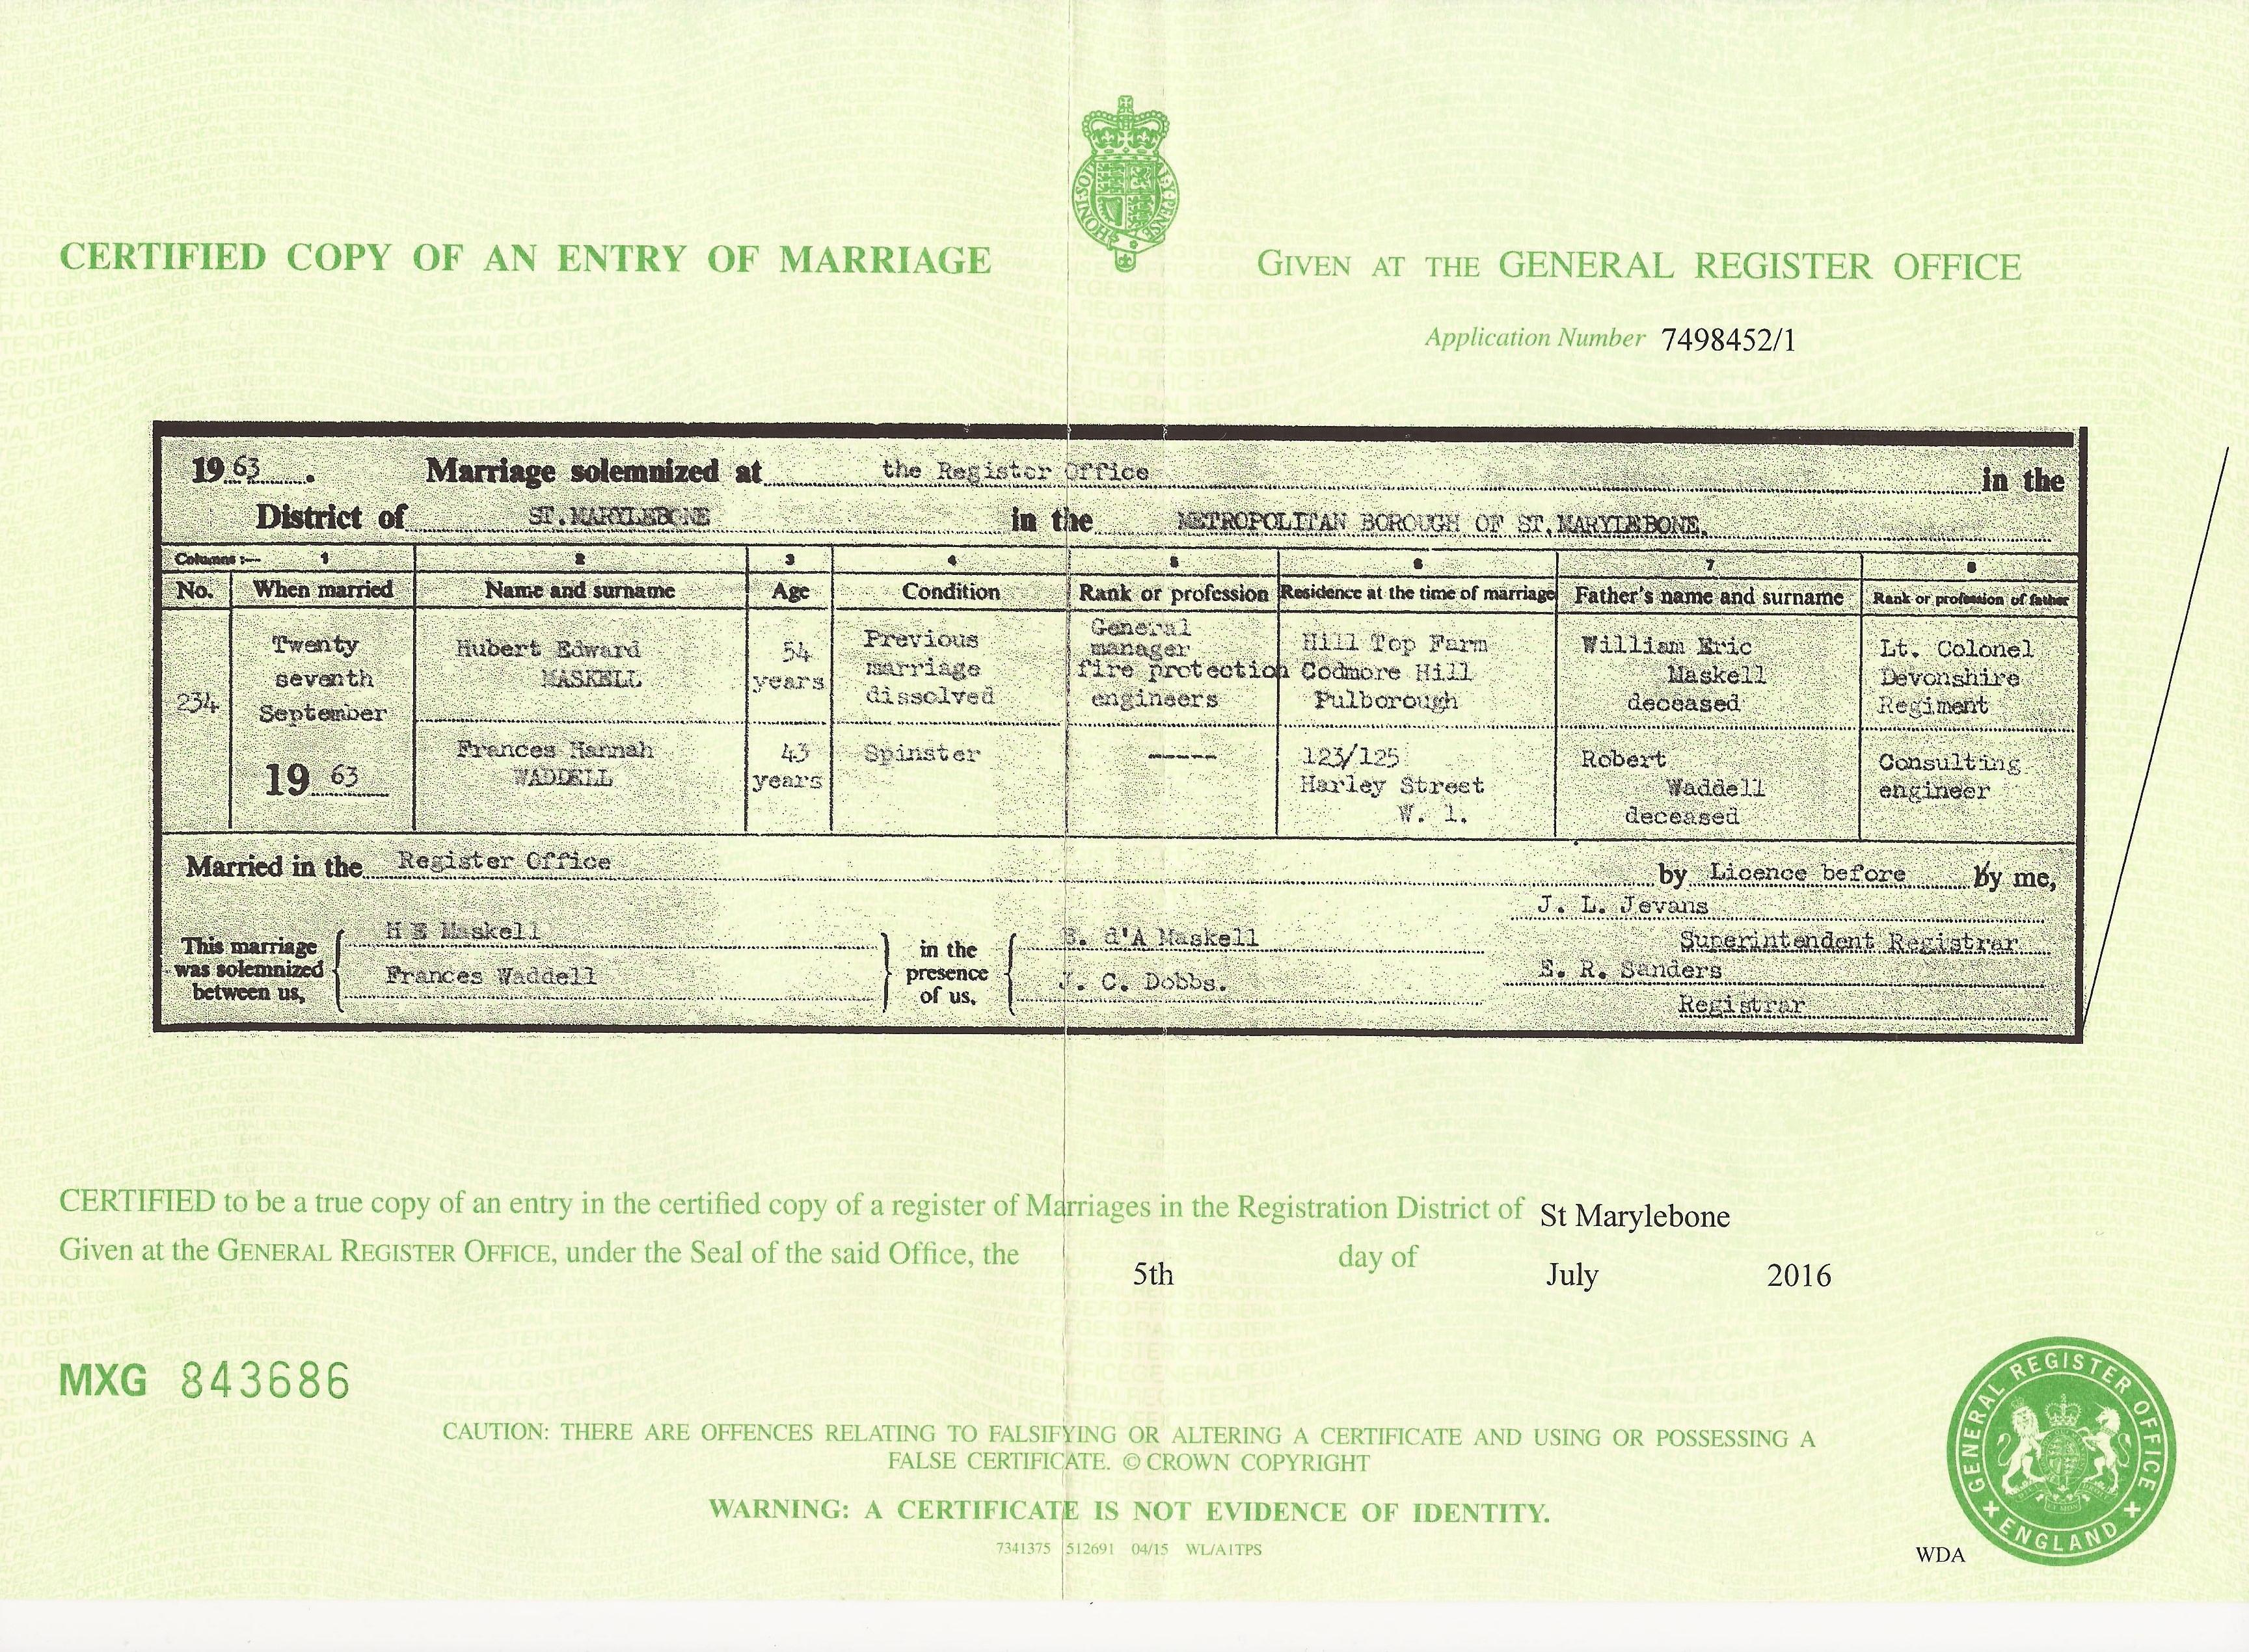 CERTIFIED COPY OF AN ENTRY OF MARRIAGE
GIVEN AT THE GENERAL REGISTER OFFICE
Application Number 7498452/1
1963. Marriage solemnized at the Register Office in the
District of ST.MARYLEBONE in the METROPOLITAN BOROUGH OF ST.MARYLEBONE.
Columns :— 1 2 3 4 5 6 7 8
No. When married Name and surname Age Condition Rank or profession Residence at the time of marriage Father's name and surname Rank or profession of father
234
Twenty
seventh
September
1963
Hubert Edward
MASKELL
54
years
Previous
marriage
dissolved
General
manager
fire protection
engineers
Hill Top Farm
Codmore Hill
Pulborough
William Eric
Maskell
deceased
Lt. Colonel
Devonshire
Regiment
Frances Hannah
WADDELL
43
years
Spinster
-----
123/125
Harley Street
W. 1.
Robert
Waddell
deceased
Consulting
engineer
Married in the Register Office by Licence before by me,
This marriage
was solemnized
between us,
H E Maskell
Frances Waddell
in the
presence
of us,
d'A Maskell
J. C. Dobbs.
J. L. Jevans
Superintendent Registrar
E. R. Sanders
Registrar
CERTIFIED to be a true copy of an entry in the certified copy of a register of Marriages in the Registration District of St Marylebone
Given at the GENERAL REGISTER OFFICE, under the Seal of the said Office, the 5th day of July 2016
MXG 843686
CAUTION: THERE ARE OFFENCES RELATING TO FALSIFYING OR ALTERING A CERTIFICATE AND USING OR POSSESSING A
FALSE CERTIFICATE. © CROWN COPYRIGHT
WARNING: A CERTIFICATE IS NOT EVIDENCE OF IDENTITY.
7341375 512691 04/15 WL/A1TPS
WDA
GENERAL REGISTER OFFICE
ENGLAND